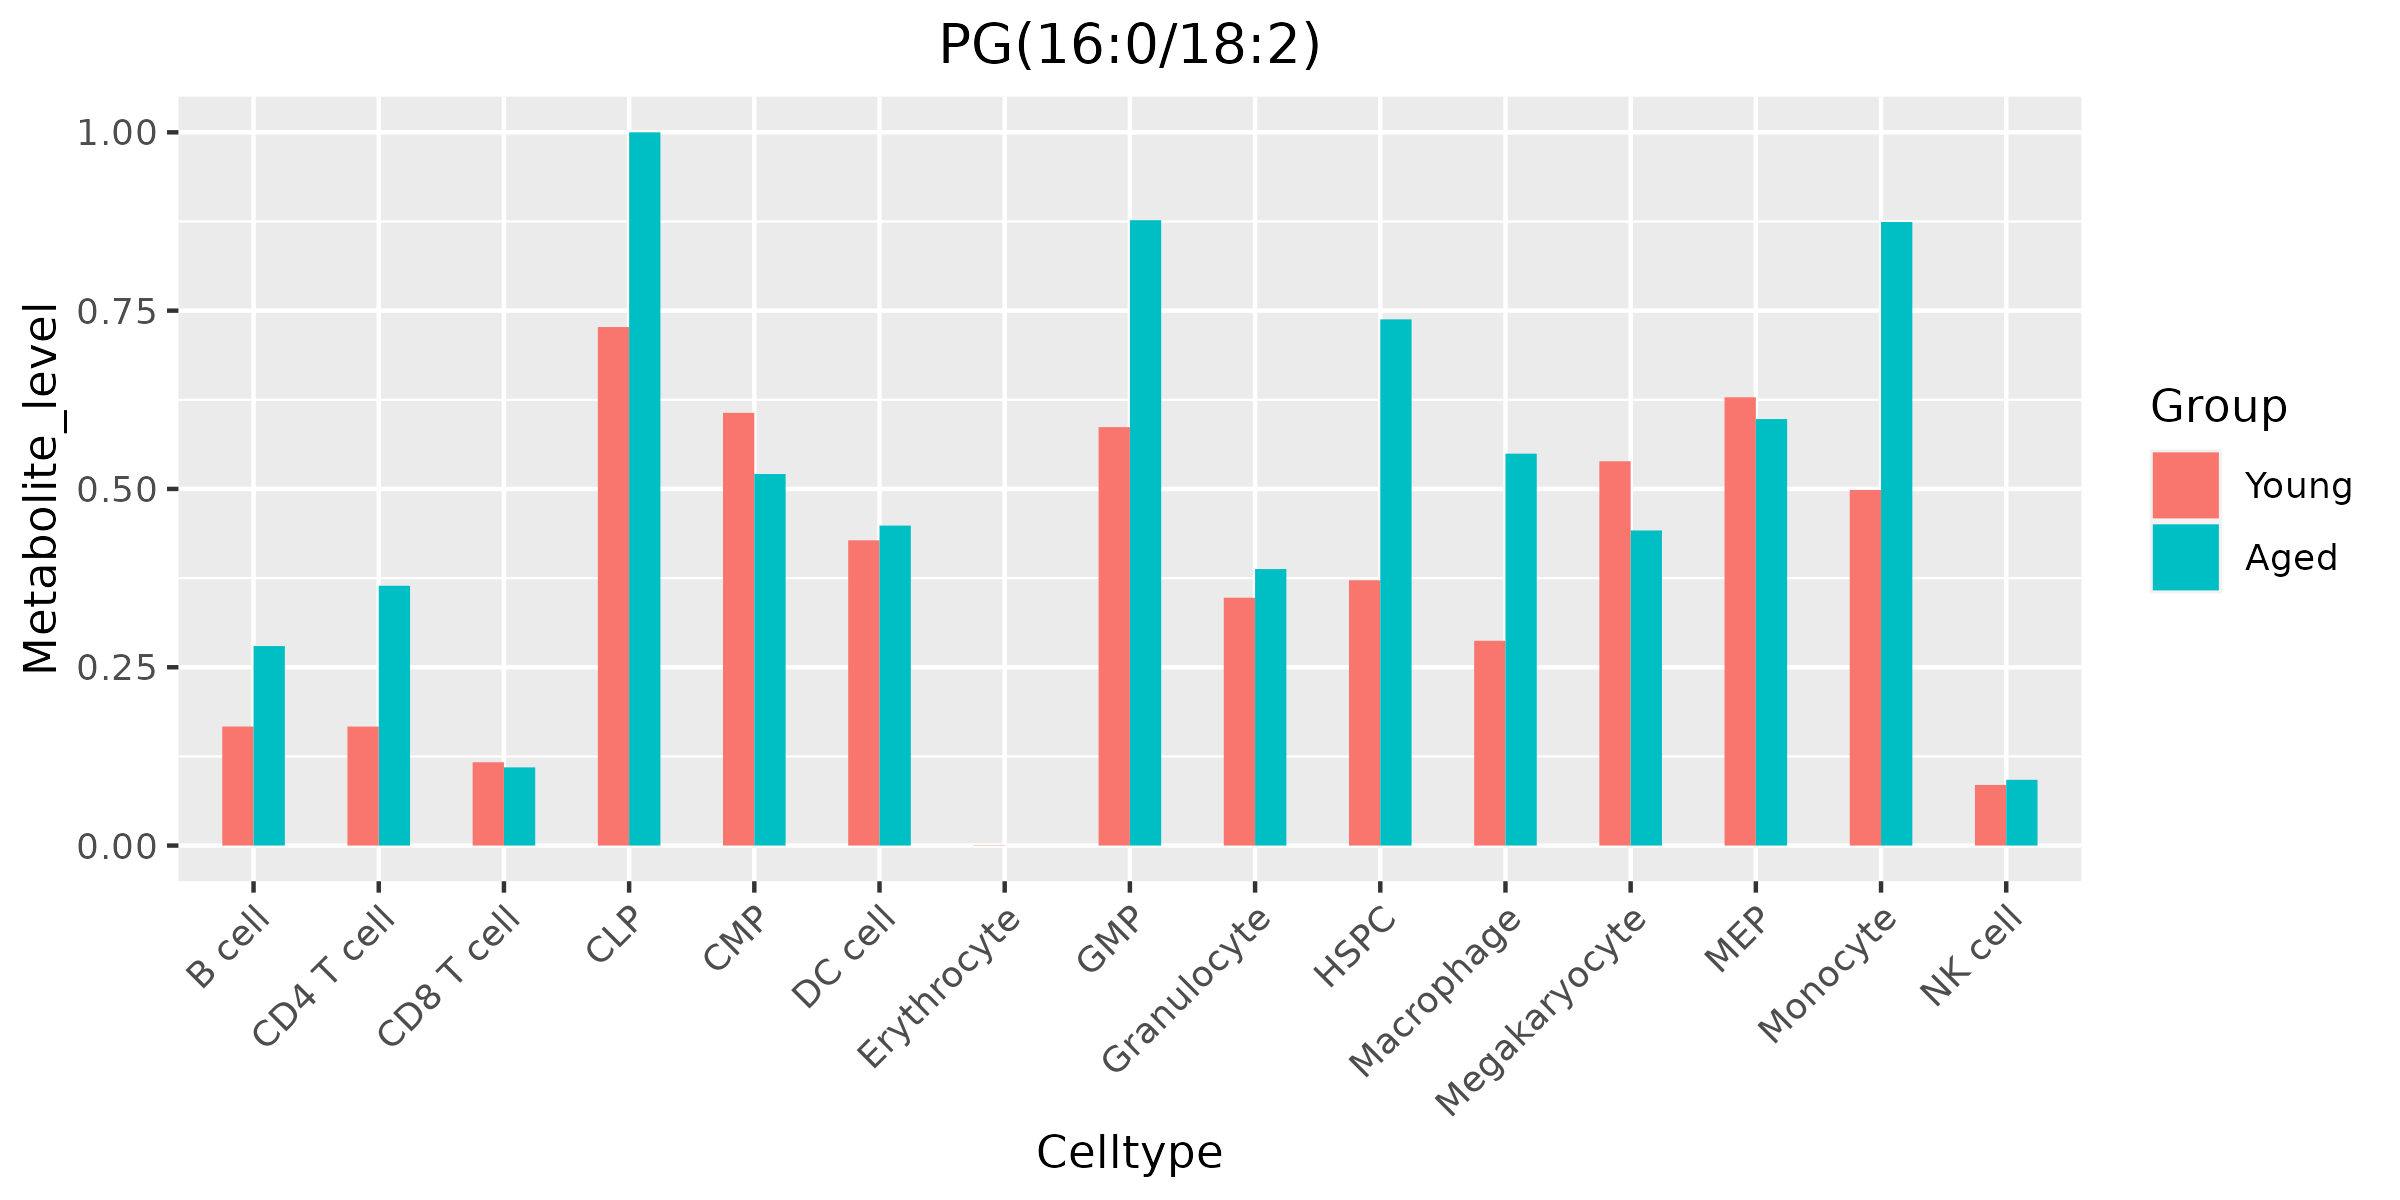 PG(16:0/18:2)
Metabolite_level
1.00
0.75
0.50
0.25
0.00
B cell
CD4 T cell
CD8 T cell
CLP
CMP
DC cell
Erythrocyte
GMP
Granulocyte
HSPC
Macrophage
Megakaryocyte
MEP
Monocyte
NK cell
Celltype
Group
Young
Aged